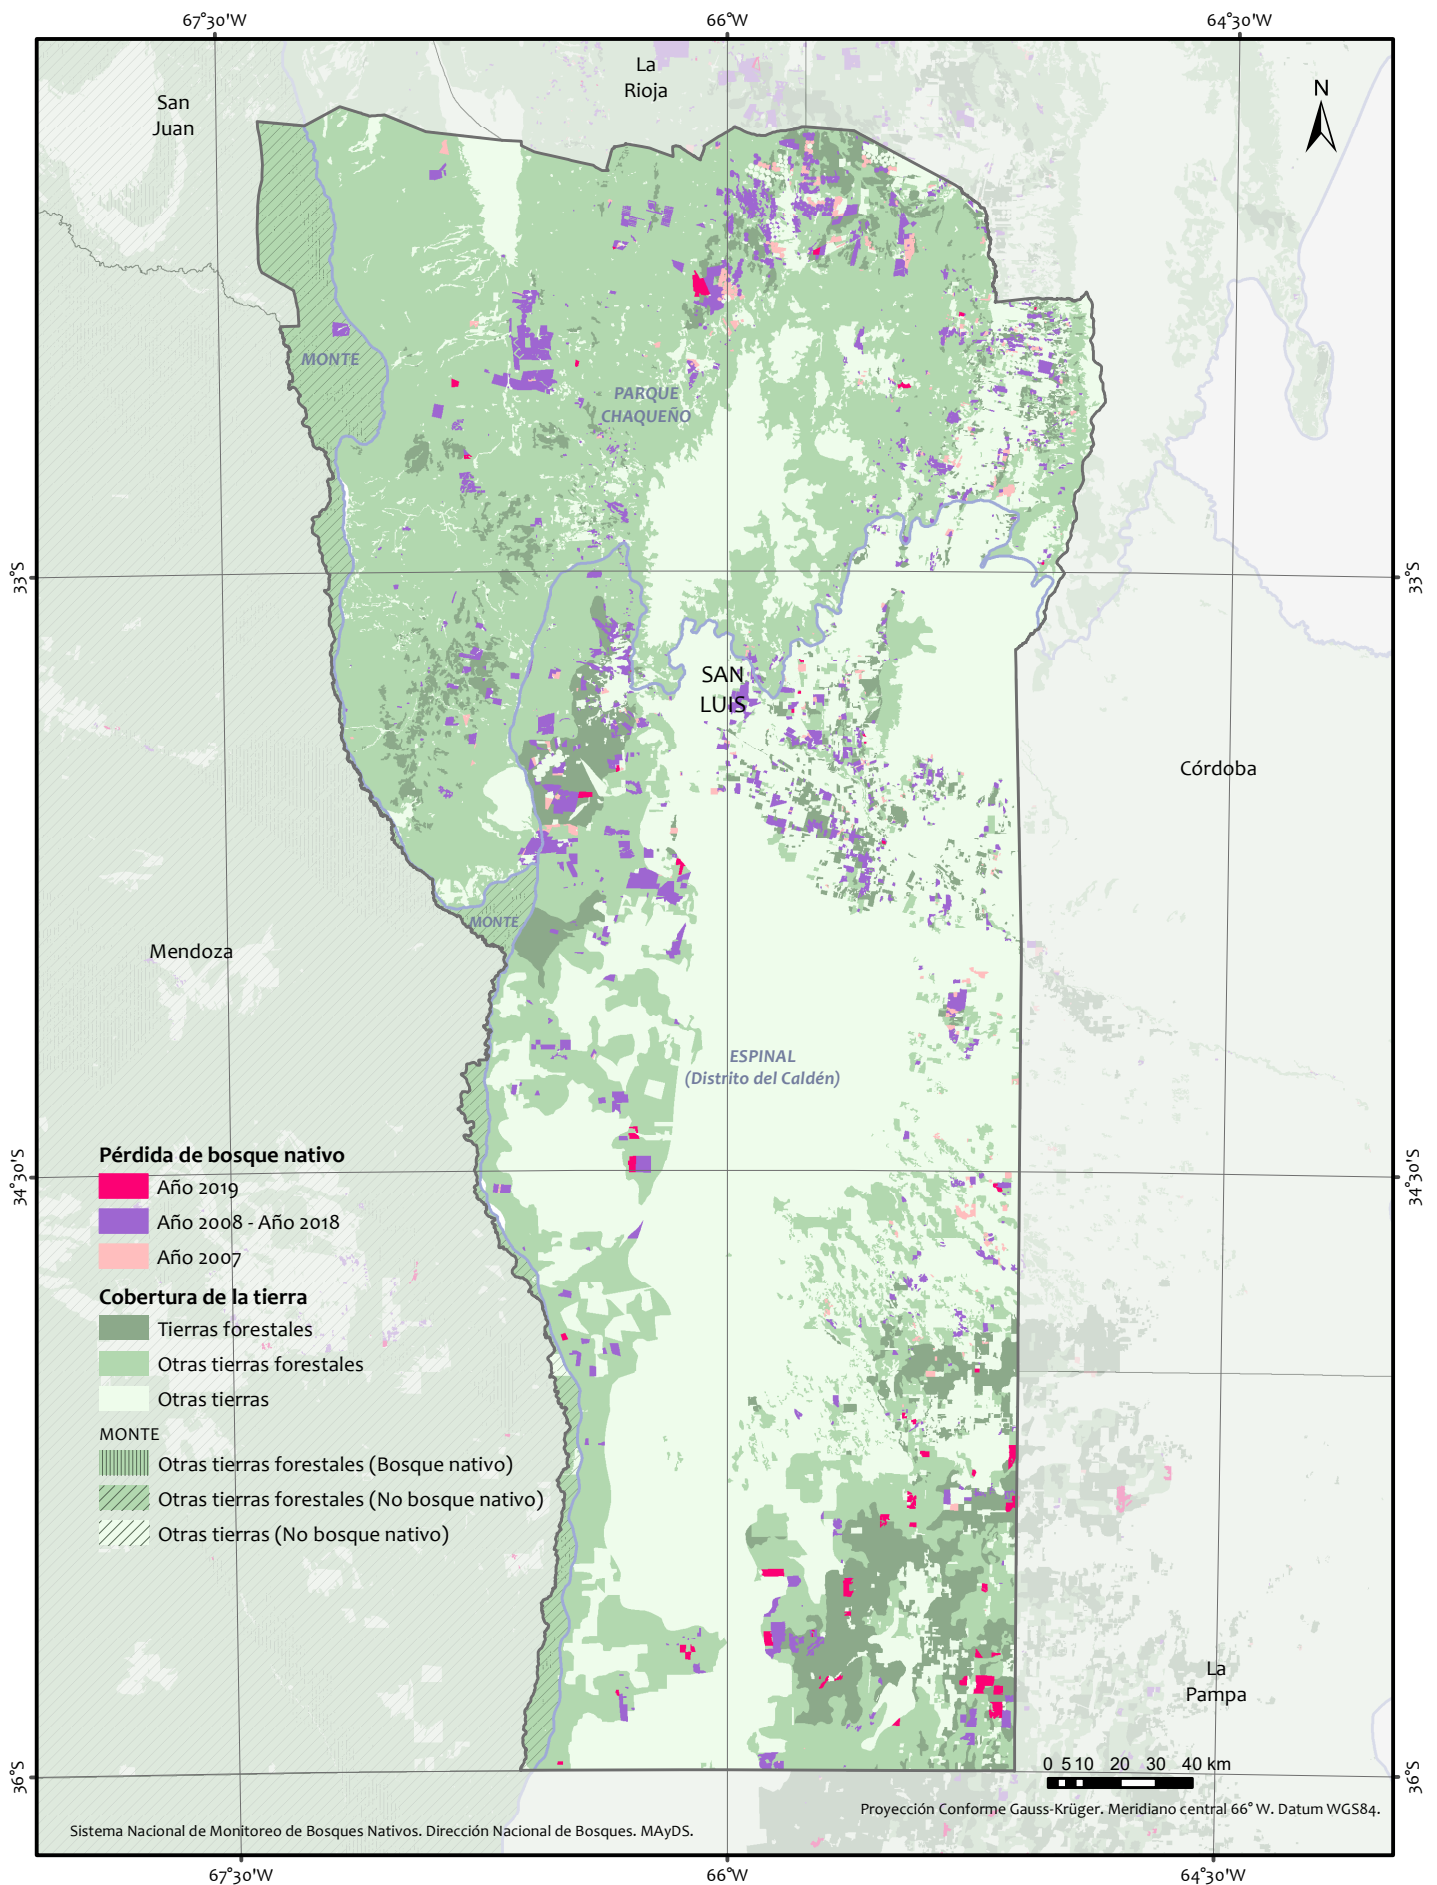 67°30'W
66°W
64°30'W
La
Rioja
San
Juan
N
MONTE
PARQUE
CHAQUEÑO
33°S
33°S
SAN
LUIS
Córdoba
MONTE
Mendoza
ESPINAL
(Distrito del Caldén)
Pérdida de bosque nativo
Año 2019
Año 2008 - Año 2018
Año 2007
34°30'S
34°30'S
Cobertura de la tierra
Tierras forestales
Otras tierras forestales
Otras tierras
MONTE
Otras tierras forestales (Bosque nativo)
Otras tierras forestales (No bosque nativo)
Otras tierras (No bosque nativo)
La
Pampa
36°S
36°S
0 5 10 20 30 40 km
Proyección Conforme Gauss-Krüger. Meridiano central 66° W. Datum WGS84.
Sistema Nacional de Monitoreo de Bosques Nativos. Dirección Nacional de Bosques. MAyDS.
67°30'W
66°W
64°30'W